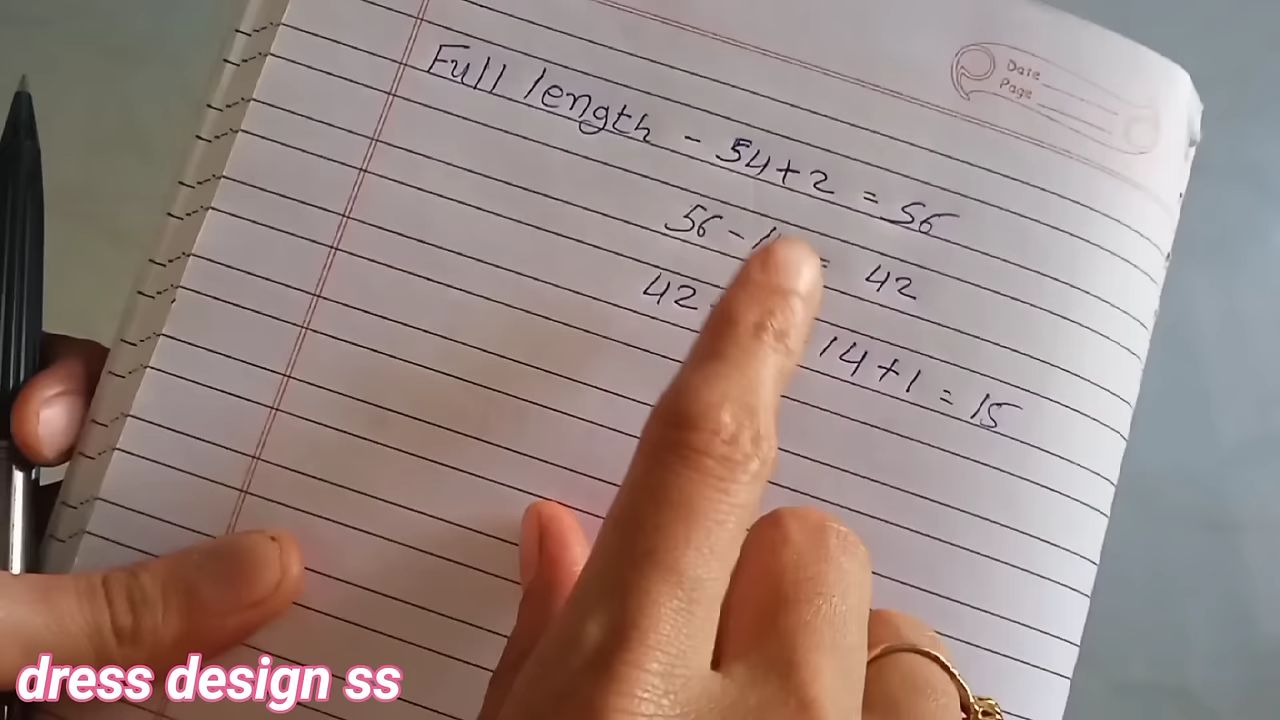 Date
Page
Full length - 54+2 = 56
56 - = 42
42 14+1 = 15
dress design ss